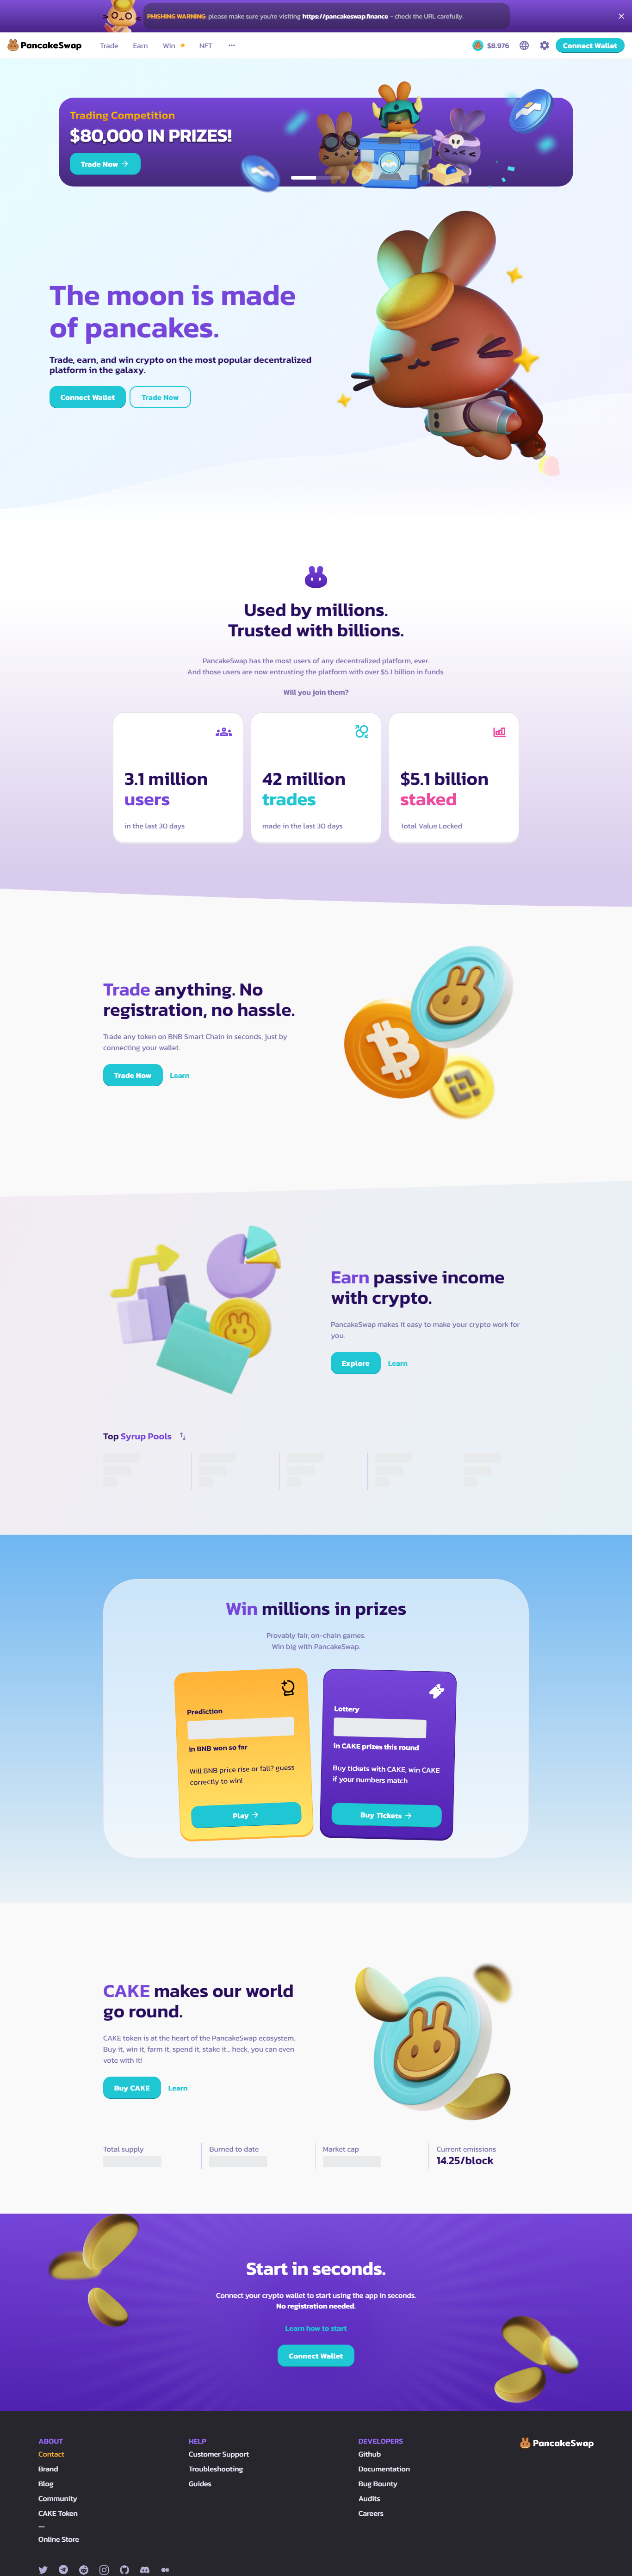 PHISHING WARNING: please make sure you're visiting https://pancakeswap.finance - check the URL carefully.
PancakeSwap
Trade
Earn
Win
NFT
$8.976
Connect Wallet
Trading Competition
$80,000 IN PRIZES!
Trade Now
The moon is made
of pancakes.
Trade, earn, and win crypto on the most popular decentralized
platform in the galaxy.
Connect Wallet
Trade Now
Used by millions.
Trusted with billions.
PancakeSwap has the most users of any decentralized platform, ever.
And those users are now entrusting the platform with over $5.1 billion in funds.
Will you join them?
3.1 million
users
in the last 30 days
42 million
trades
made in the last 30 days
$5.1 billion
staked
Total Value Locked
Trade anything. No
registration, no hassle.
Trade any token on BNB Smart Chain in seconds, just by
connecting your wallet.
Trade Now
Learn
Earn passive income
with crypto.
PancakeSwap makes it easy to make your crypto work for
you.
Explore
Learn
Top Syrup Pools
Win millions in prizes
Provably fair, on-chain games.
Win big with PancakeSwap.
Prediction
in BNB won so far
Will BNB price rise or fall? guess
correctly to win!
Play
Lottery
in CAKE prizes this round
Buy tickets with CAKE, win CAKE
if your numbers match
Buy Tickets
CAKE makes our world
go round.
CAKE token is at the heart of the PancakeSwap ecosystem.
Buy it, win it, farm it, spend it, stake it... heck, you can even
vote with it!
Buy CAKE
Learn
Total supply
Burned to date
Market cap
Current emissions
14.25/block
Start in seconds.
Connect your crypto wallet to start using the app in seconds.
No registration needed.
Learn how to start
Connect Wallet
ABOUT
Contact
Brand
Blog
Community
CAKE Token
—
Online Store
HELP
Customer Support
Troubleshooting
Guides
DEVELOPERS
Github
Documentation
Bug Bounty
Audits
Careers
PancakeSwap